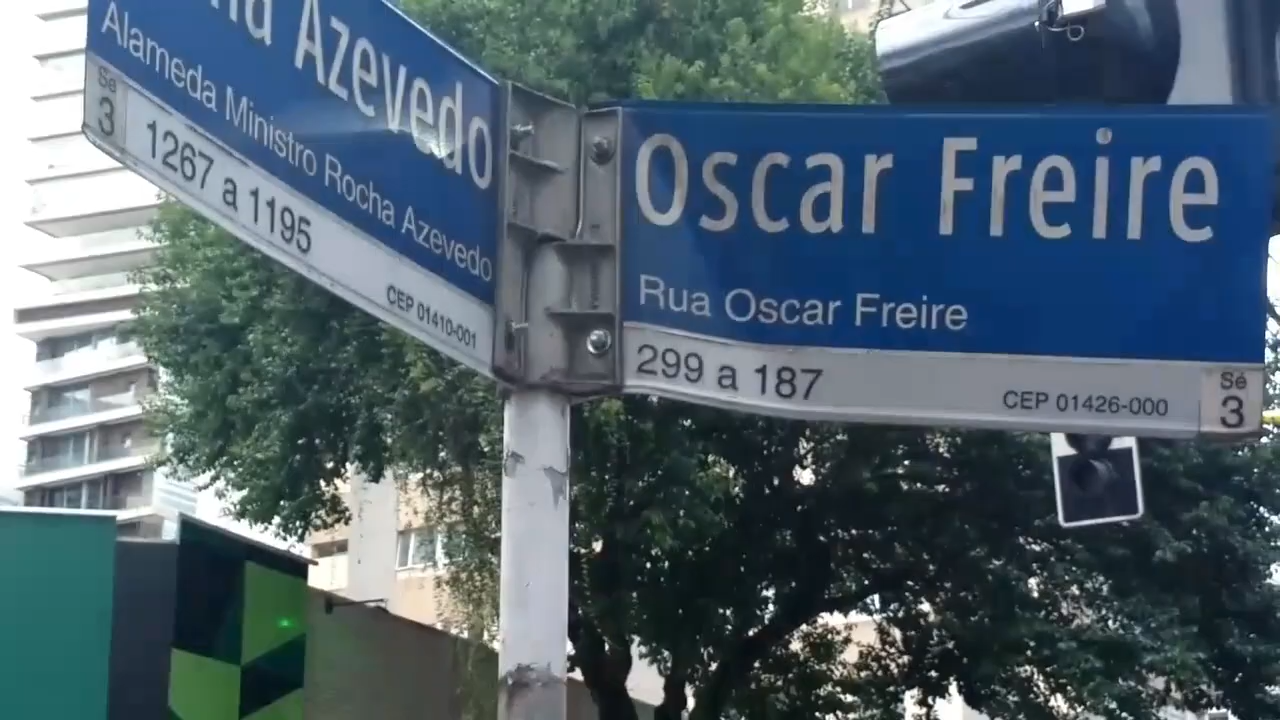 Azevedo
Alameda Ministro Rocha Azevedo
Sé
3
1267 a 1195
CEP 01410-001
Oscar Freire
Rua Oscar Freire
299 a 187
CEP 01426-000
Sé
3